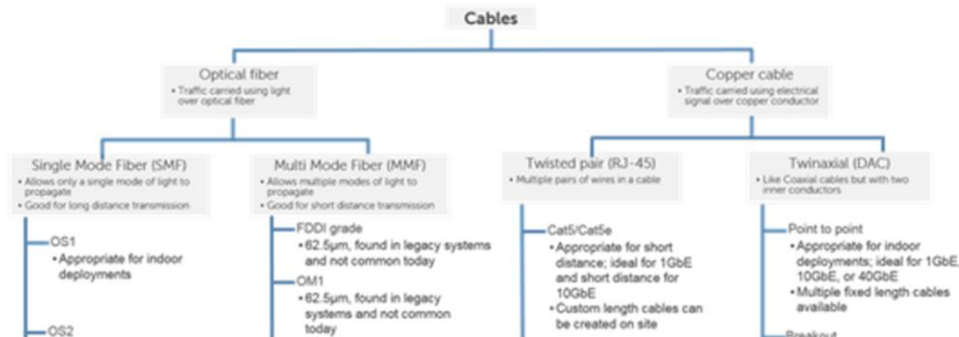 Cables
Optical fiber
• Traffic carried using light
over optical fiber
Copper cable
• Traffic carried using electrical
signal over copper conductor
Single Mode Fiber (SMF)
• Allows only a single mode of light to
propagate
• Good for long distance transmission
Multi Mode Fiber (MMF)
• Allows multiple modes of light to
propagate
• Good for short distance transmission
Twisted pair (RJ-45)
• Multiple pairs of wires in a cable
Twinaxial (DAC)
• Like Coaxial cables but with two
inner conductors
OS1
• Appropriate for indoor
deployments
OS2
FDDI grade
• 62.5µm, found in legacy systems
and not common today
OM1
• 62.5µm, found in legacy
systems and not common
today
Cat5/Cat5e
• Appropriate for short
distance; ideal for 1GbE
and short distance for
10GbE
• Custom length cables can
be created on site
Point to point
• Appropriate for indoor
deployments; ideal for 1GbE,
10GbE, or 40GbE
• Multiple fixed length cables
available
Breakout